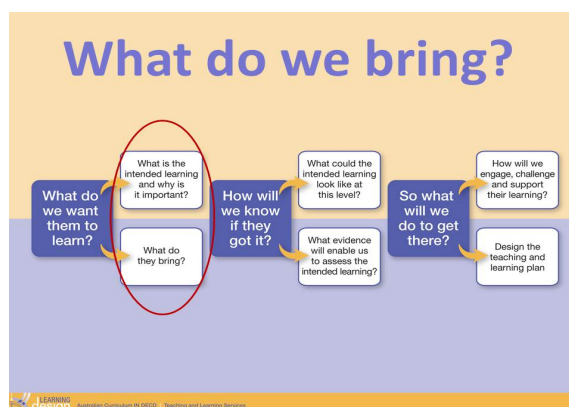 What do we bring?
What do
we want
them to
learn?
What is the
intended learning
and why is
it important?
What do
they bring?
How will
we know
if they
got it?
What could the
intended learning
look like at
this level?
What evidence
will enable us
to assess the
intended learning?
So what
will we
do to get
there?
How will we
engage, challenge
and support
their learning?
Design the
teaching and
learning plan
LEARNING
design
Australian Curriculum IN DECD | Teaching and Learning Services